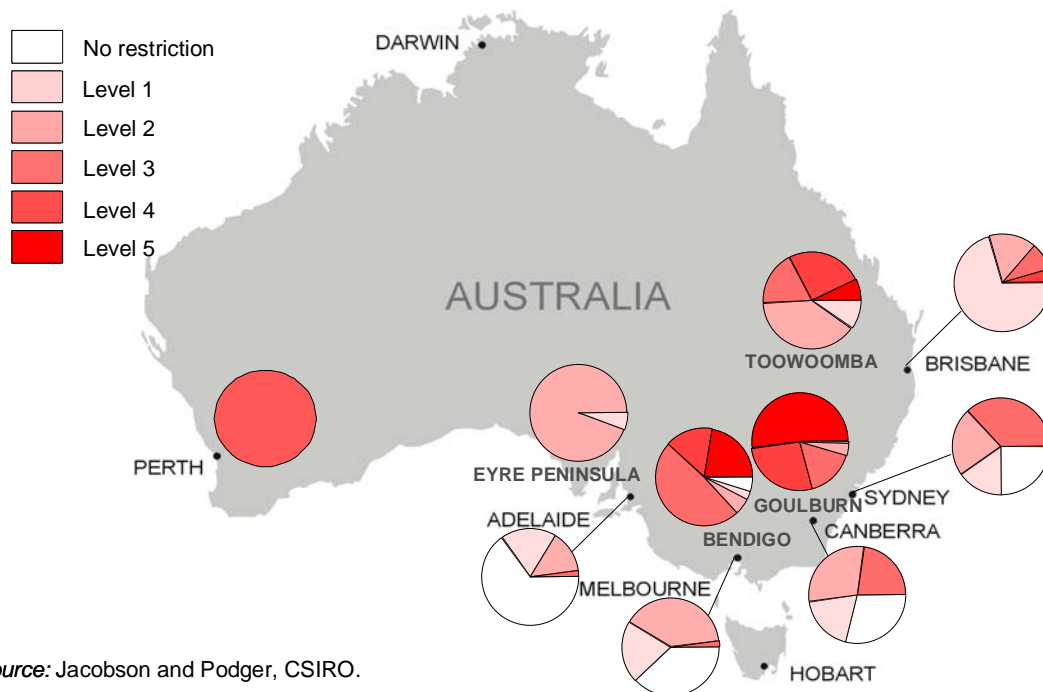 No restriction
Level 1
Level 2
Level 3
Level 4
Level 5
DARWIN
AUSTRALIA
TOOWOOMBA
BRISBANE
PERTH
EYRE PENINSULA
ADELAIDE
GOULBURN
SYDNEY
BENDIGO
CANBERRA
MELBOURNE
HOBART
ource: Jacobson and Podger, CSIRO.